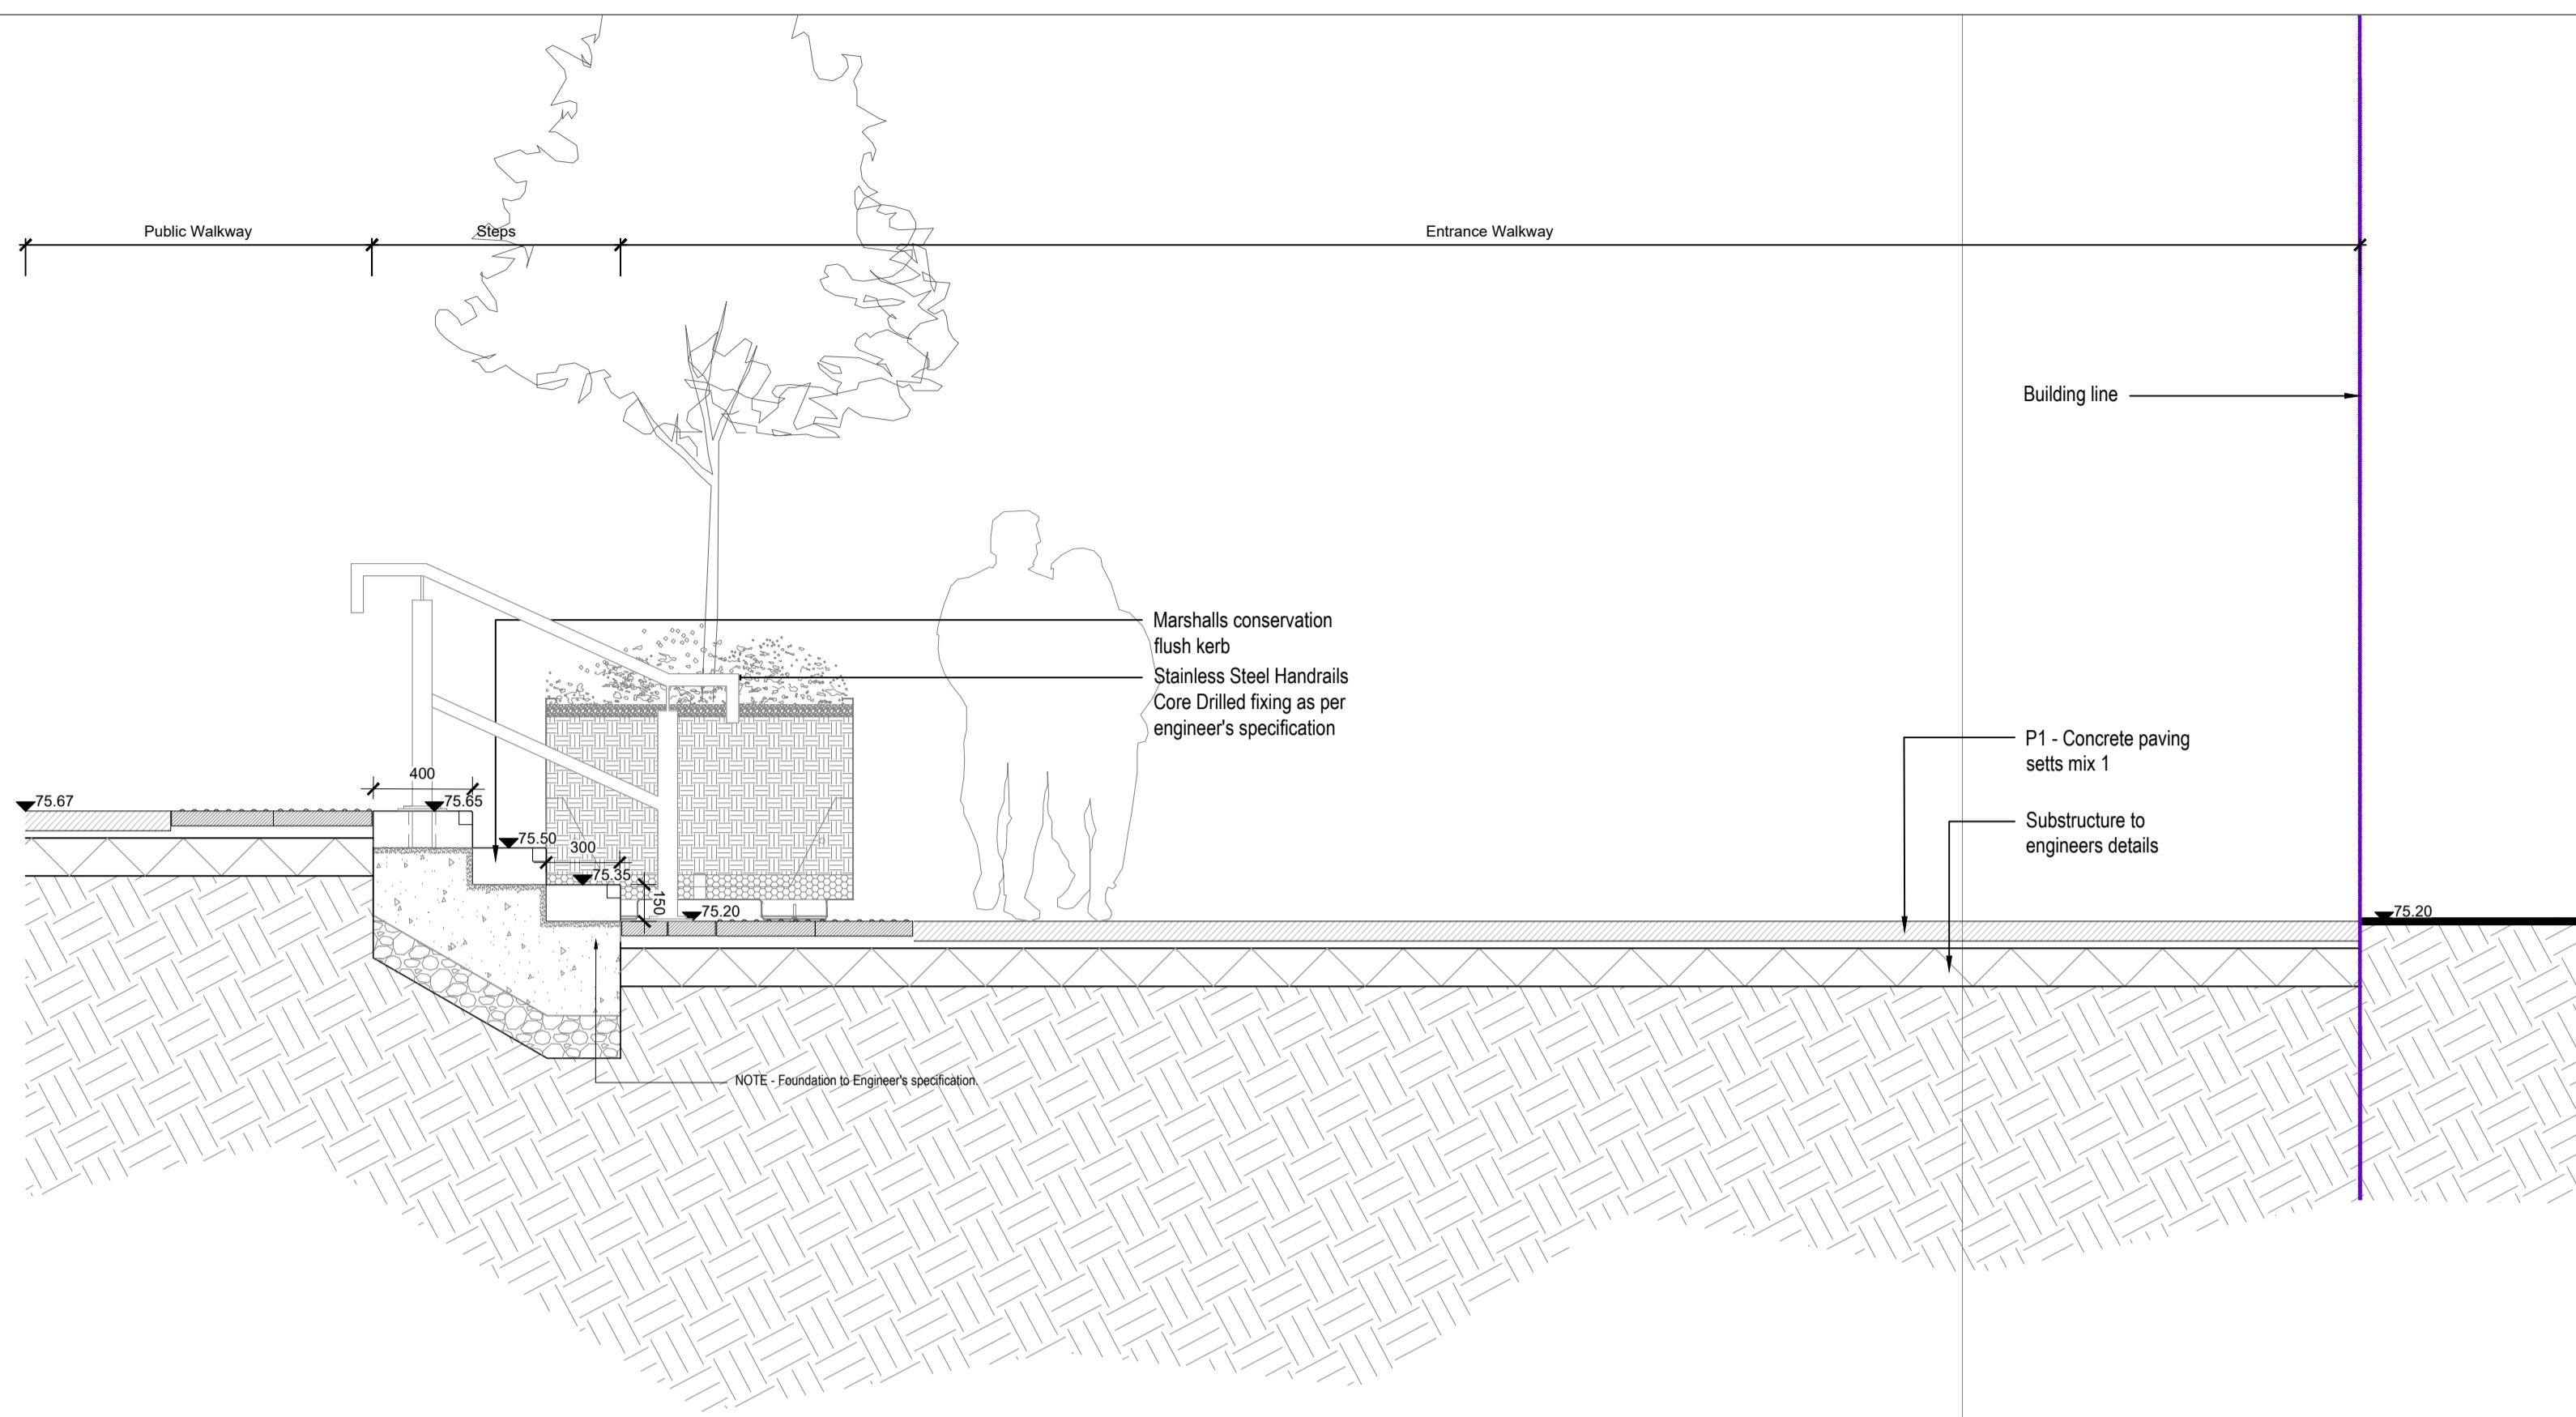 Public Walkway
Steps
Entrance Walkway
Building line
Marshalls conservation
flush kerb
Stainless Steel Handrails
Core Drilled fixing as per
engineer's specification
P1 - Concrete paving
setts mix 1
Substructure to
engineers details
400
75.67
75.65
75.50
300
75.35
150
75.20
75.20
NOTE - Foundation to Engineer's specification.